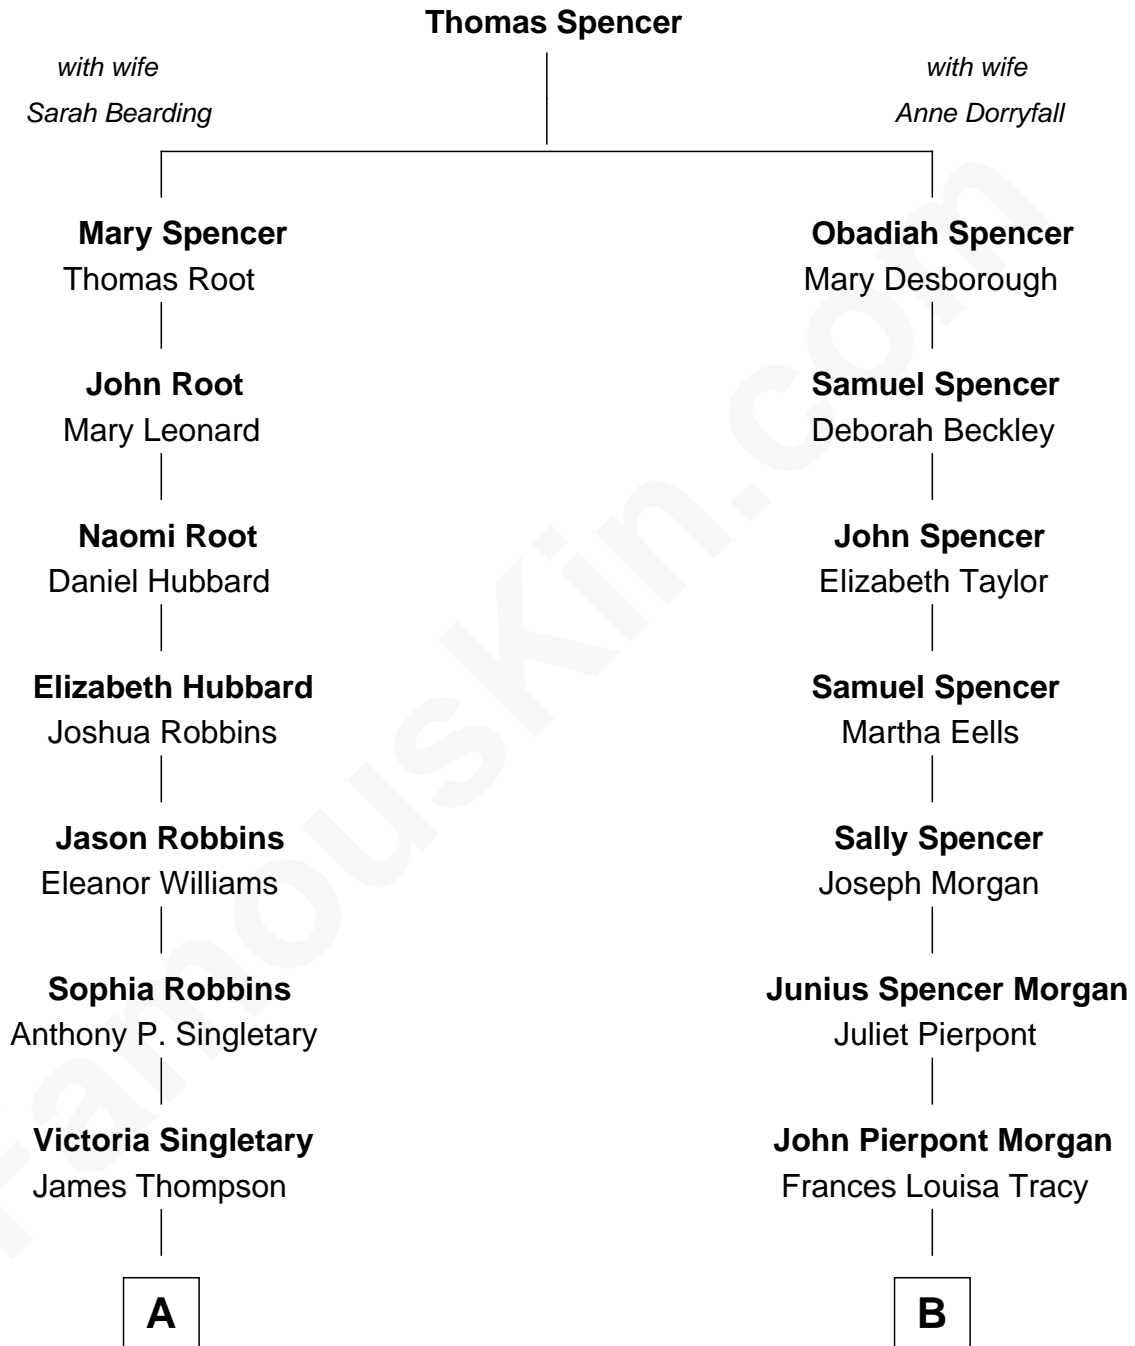 Thomas Spencer
with wife
Sarah Bearding
with wife
Anne Dorryfall
Mary Spencer
Thomas Root
Obadiah Spencer
Mary Desborough
John Root
Mary Leonard
Samuel Spencer
Deborah Beckley
Naomi Root
Daniel Hubbard
John Spencer
Elizabeth Taylor
Elizabeth Hubbard
Joshua Robbins
Samuel Spencer
Martha Eells
Jason Robbins
Eleanor Williams
Sally Spencer
Joseph Morgan
Sophia Robbins
Anthony P. Singletary
Junius Spencer Morgan
Juliet Pierpont
Victoria Singletary
James Thompson
John Pierpont Morgan
Frances Louisa Tracy
A
B
FamousKin.com